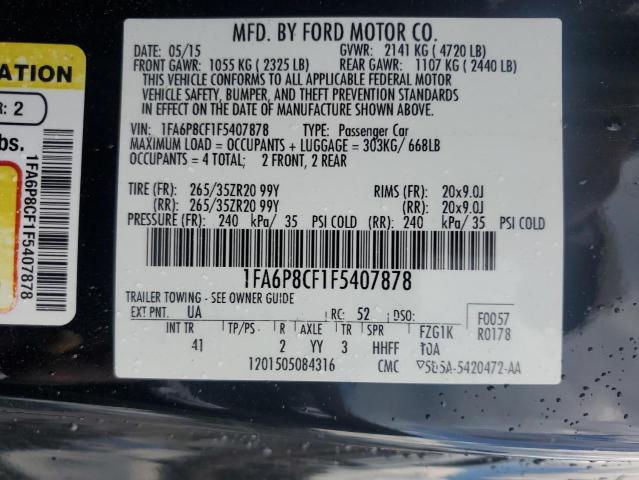 ATION
R: 2
bs.
1FA6P8CF1F5407878
MFD. BY FORD MOTOR CO.
DATE: 05/15 GVWR: 2141 KG ( 4720 LB)
FRONT GAWR: 1055 KG ( 2325 LB) REAR GAWR: 1107 KG ( 2440 LB)
THIS VEHICLE CONFORMS TO ALL APPLICABLE FEDERAL MOTOR
VEHICLE SAFETY, BUMPER, AND THEFT PREVENTION STANDARDS
IN EFFECT ON THE DATE OF MANUFACTURE SHOWN ABOVE.
VIN: 1FA6P8CF1F5407878 TYPE: Passenger Car
MAXIMUM LOAD = OCCUPANTS + LUGGAGE = 303KG/ 668LB
OCCUPANTS = 4 TOTAL; 2 FRONT, 2 REAR
TIRE (FR): 265/35ZR20 99Y RIMS (FR): 20x9.0J
(RR): 265/35ZR20 99Y (RR): 20x9.0J
PRESSURE (FR): 240 kPa/ 35 PSI COLD (RR): 240 kPa/ 35 PSI COLD
1FA6P8CF1F5407878
TRAILER TOWING - SEE OWNER GUIDE
EXT PNT: UA RC: 52 DSO: F0057
R0178
INT TR TP/PS R AXLE TR SPR FZG1K
41 2 YY 3 HHFF 10A
1201505084316 CMC 5L5A-5420472-AA